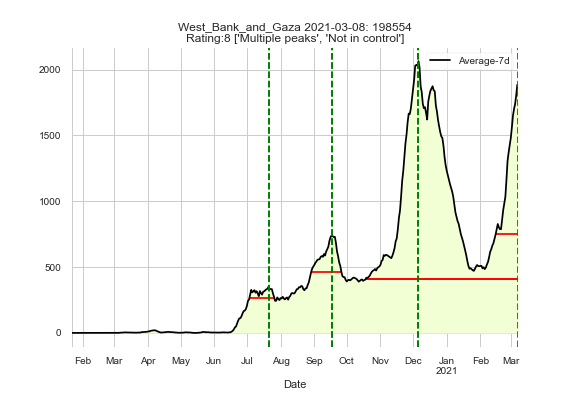 West_Bank_and_Gaza 2021-03-08: 198554
Rating:8 ['Multiple peaks', 'Not in control']
Average-7d
2000
1500
1000
500
0
Feb Mar Apr May Jun Jul Aug Sep Oct Nov Dec Jan Feb Mar
2021
Date